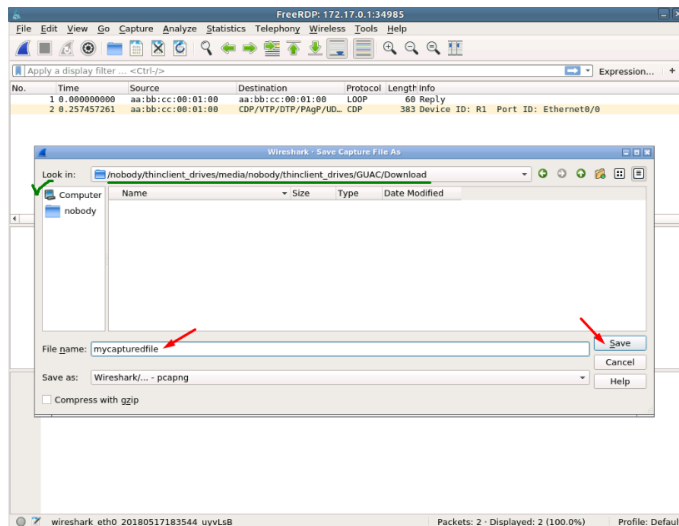 FreeRDP: 172.17.0.1:34985
File Edit View Go Capture Analyze Statistics Telephony Wireless Tools Help
Apply a display filter ... <Ctrl-/> Expression... +
No. Time Source Destination Protocol Length Info
1 0.000000000 aa:bb:cc:00:01:00 aa:bb:cc:00:01:00 LOOP 60 Reply
2 0.257457261 aa:bb:cc:00:01:00 CDP/VTP/DTP/PAgP/UD… CDP 383 Device ID: R1 Port ID: Ethernet0/0
Wireshark · Save Capture File As
Look in: /nobody/thinclient_drives/media/nobody/thinclient_drives/GUAC/Download
Computer Name Size Type Date Modified
nobody
File name: mycapturedfile Save
Cancel
Save as: Wireshark/... - pcapng Help
Compress with gzip
wireshark_eth0_20180517183544_uyvLsB Packets: 2 · Displayed: 2 (100.0%) Profile: Defaul